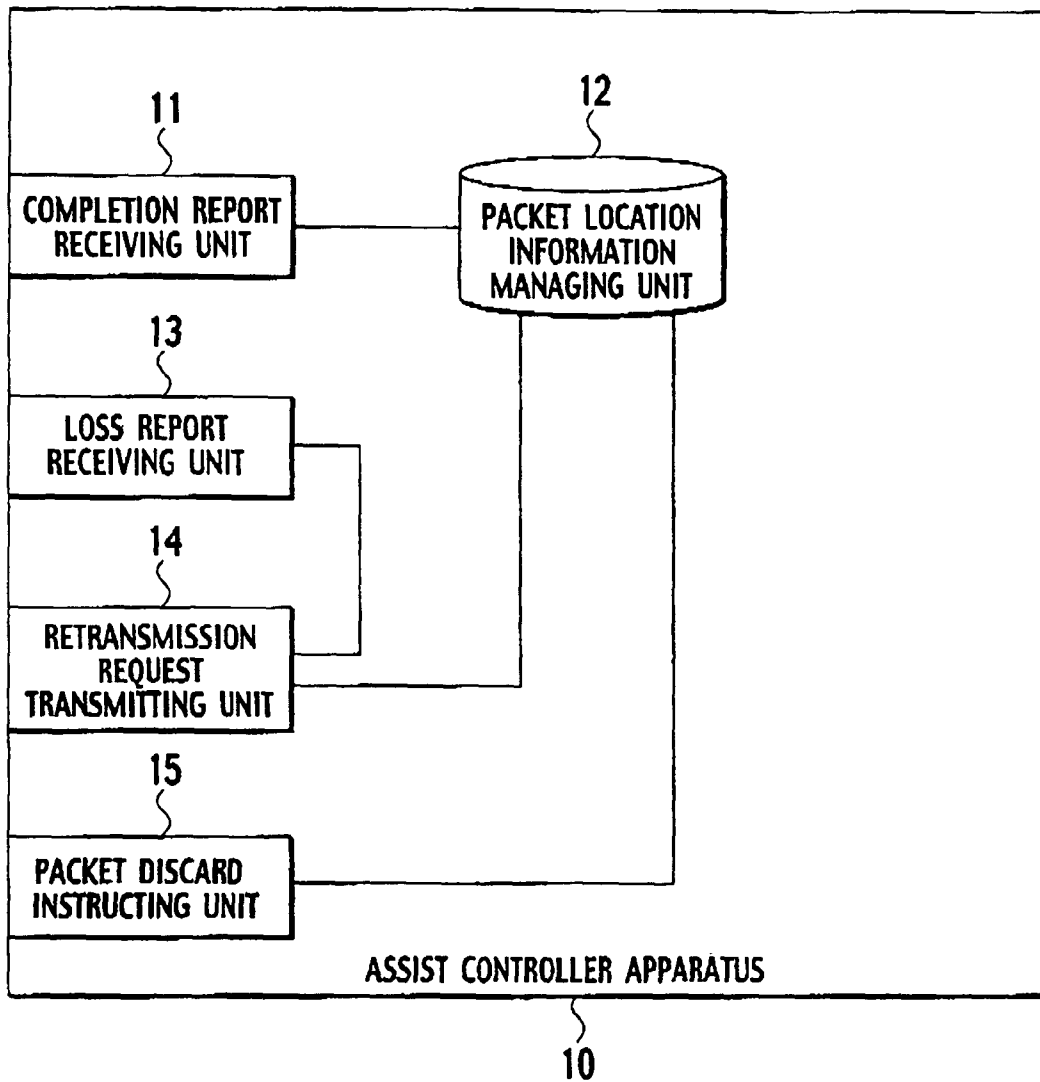 11
COMPLETION REPORT
RECEIVING UNIT
12
PACKET LOCATION
INFORMATION
MANAGING UNIT
13
LOSS REPORT
RECEIVING UNIT
14
RETRANSMISSION
REQUEST
TRANSMITTING UNIT
15
PACKET DISCARD
INSTRUCTING UNIT
ASSIST CONTROLLER APPARATUS
10